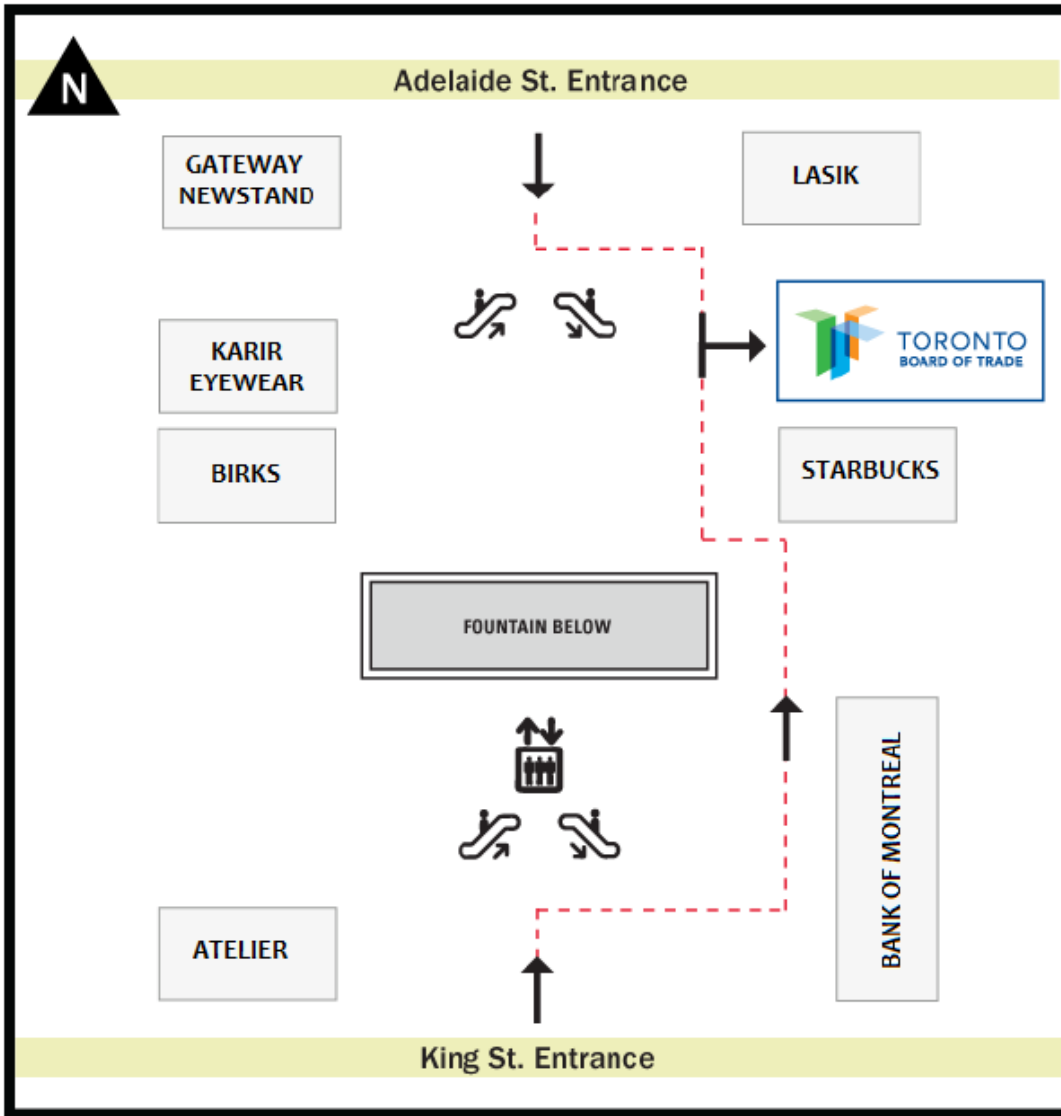 N
Adelaide St. Entrance
GATEWAY
NEWSTAND
LASIK
KARIR
EYEWEAR
TORONTO
BOARD OF TRADE
BIRKS
STARBUCKS
FOUNTAIN BELOW
BANK OF MONTREAL
ATELIER
King St. Entrance